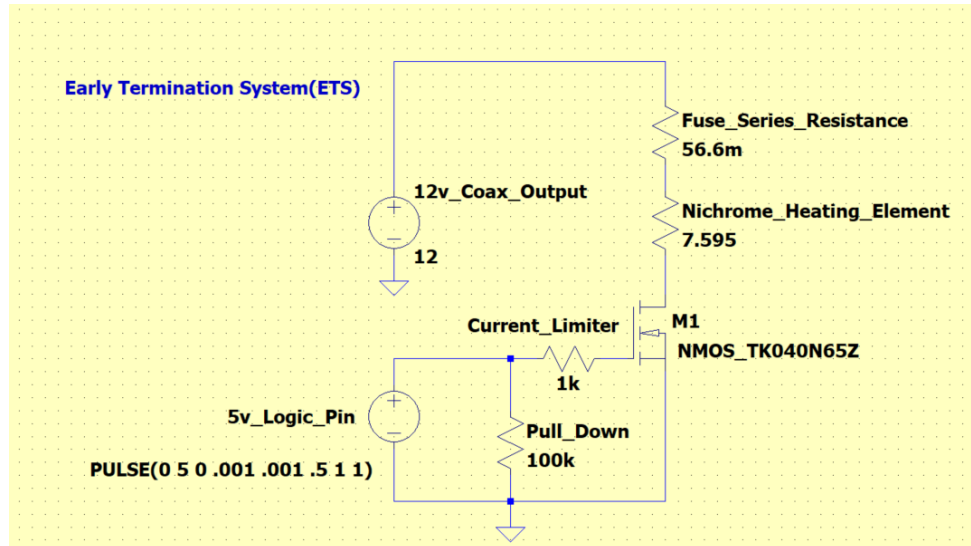 Early Termination System(ETS)
Fuse_Series_Resistance
56.6m
12v_Coax_Output
12
Nichrome_Heating_Element
7.595
Current_Limiter
1k
M1
NMOS_TK040N65Z
5v_Logic_Pin
PULSE(0 5 0 .001 .001 .5 1 1)
Pull_Down
100k